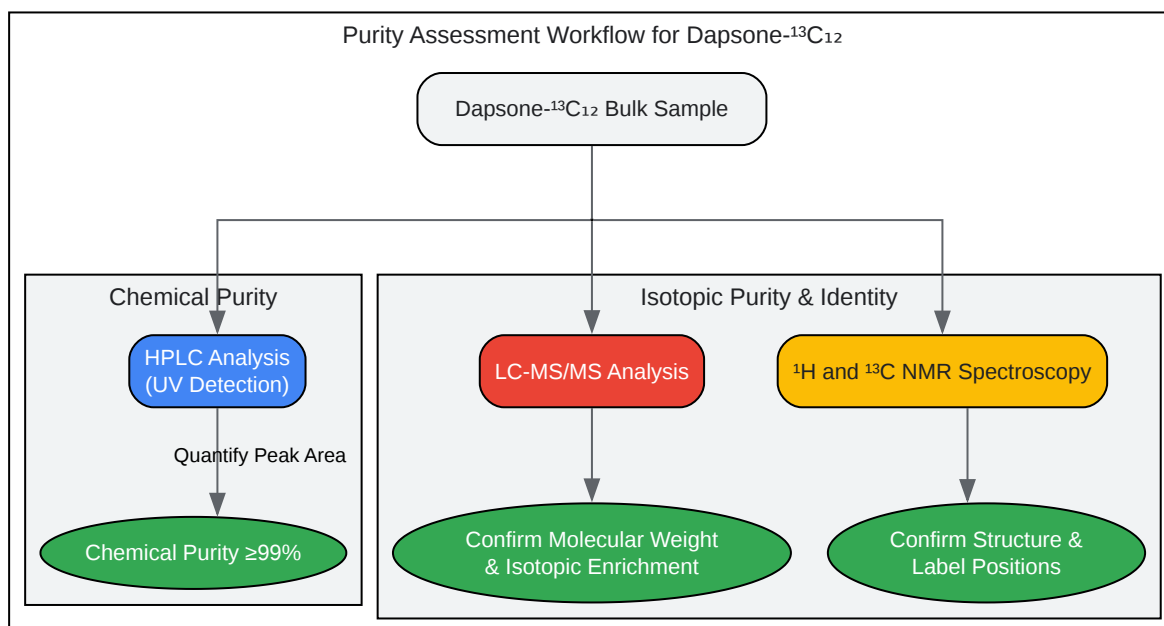 Purity Assessment Workflow for Dapsone-¹³C₁₂
Dapsone-¹³C₁₂ Bulk Sample
Chemical Purity
HPLC Analysis
(UV Detection)
Quantify Peak Area
Chemical Purity ≥99%
Isotopic Purity & Identity
LC-MS/MS Analysis
¹H and ¹³C NMR Spectroscopy
Confirm Molecular Weight
& Isotopic Enrichment
Confirm Structure &
Label Positions